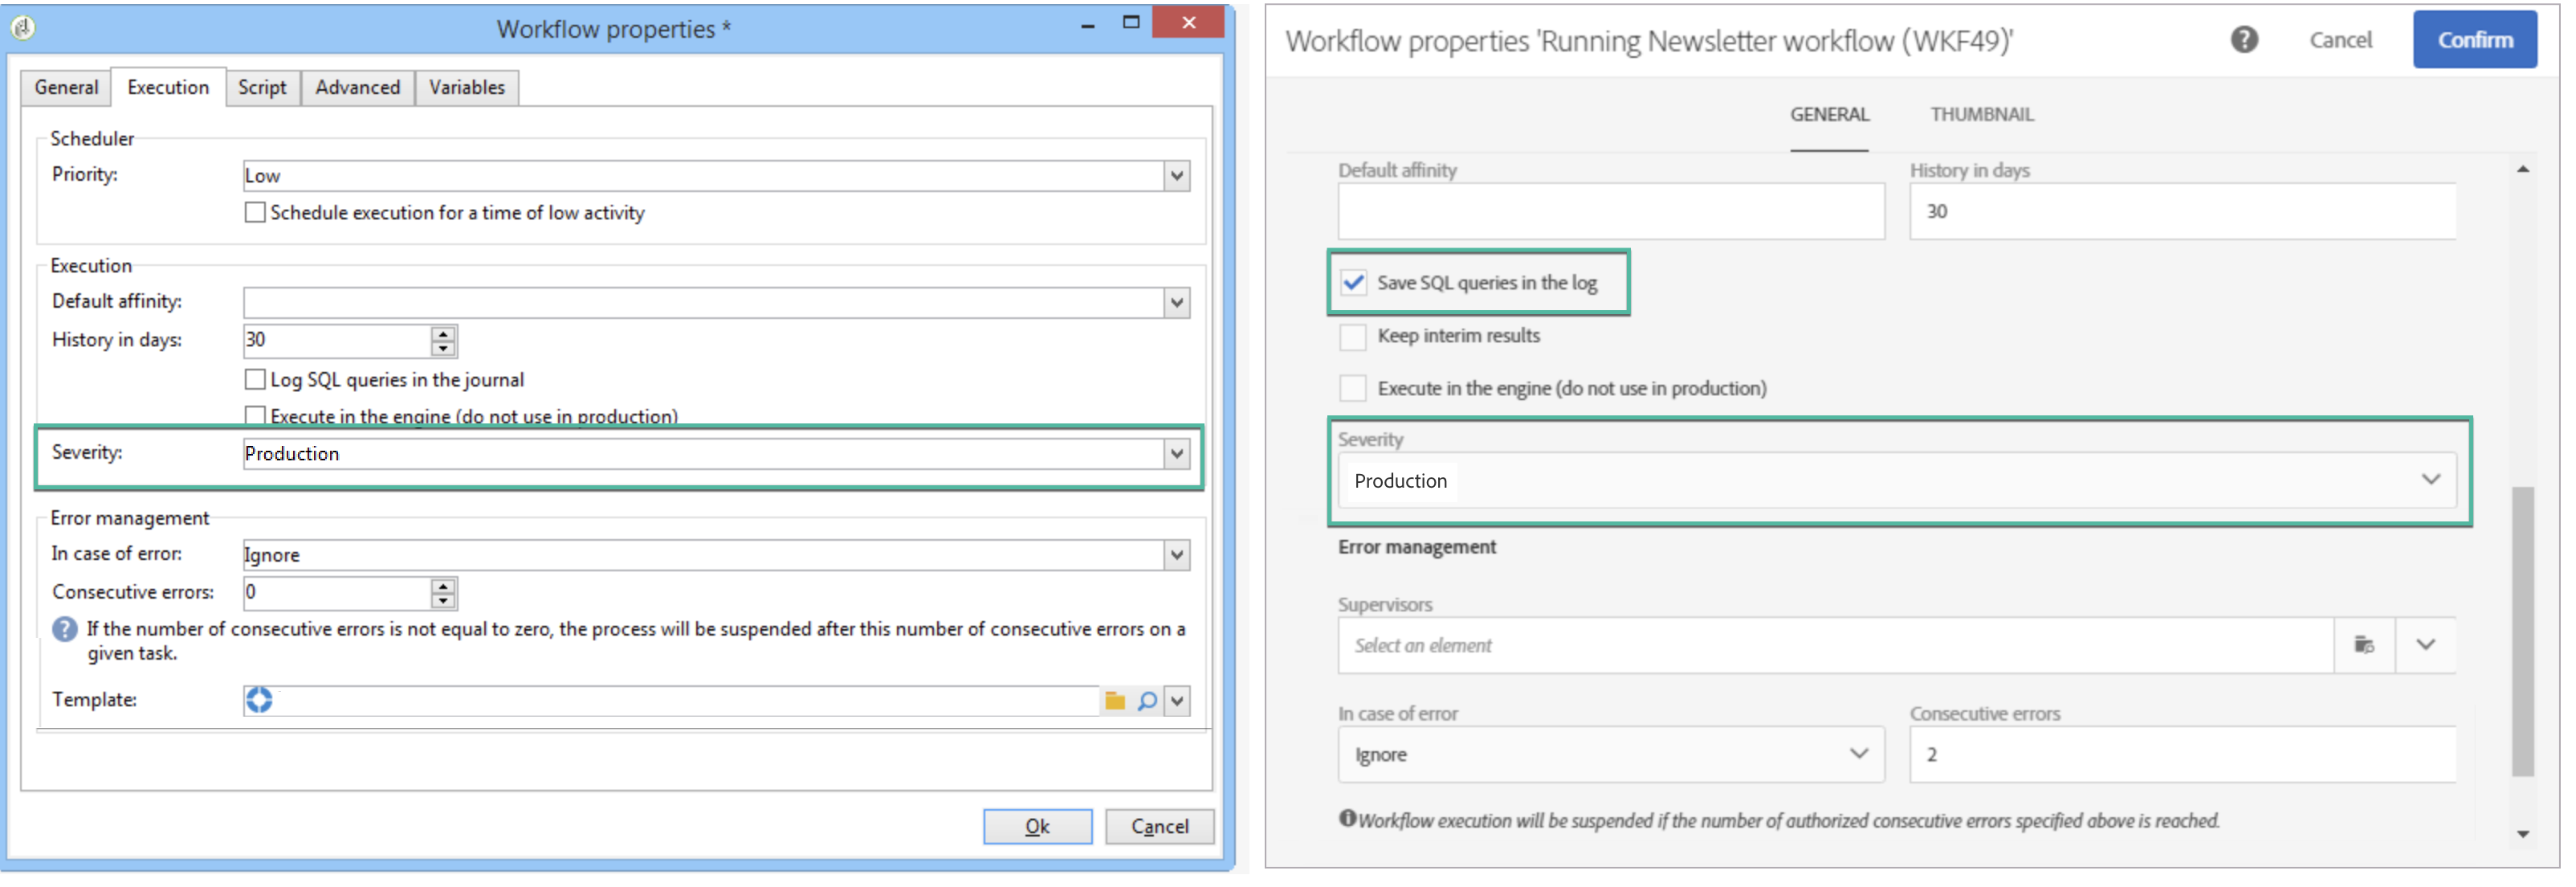 Workflow properties *
General Execution Script Advanced Variables
Scheduler
Priority: Low
Schedule execution for a time of low activity
Execution
Default affinity:
History in days: 30
Log SQL queries in the journal
Execute in the engine (do not use in production)
Severity: Production
Error management
In case of error: Ignore
Consecutive errors: 0
If the number of consecutive errors is not equal to zero, the process will be suspended after this number of consecutive errors on a
given task.
Template:
Ok Cancel
Workflow properties 'Running Newsletter workflow (WKF49)'
Cancel Confirm
GENERAL THUMBNAIL
Default affinity History in days
30
Save SQL queries in the log
Keep interim results
Execute in the engine (do not use in production)
Severity
Production
Error management
Supervisors
Select an element
In case of error Consecutive errors
Ignore 2
Workflow execution will be suspended if the number of authorized consecutive errors specified above is reached.